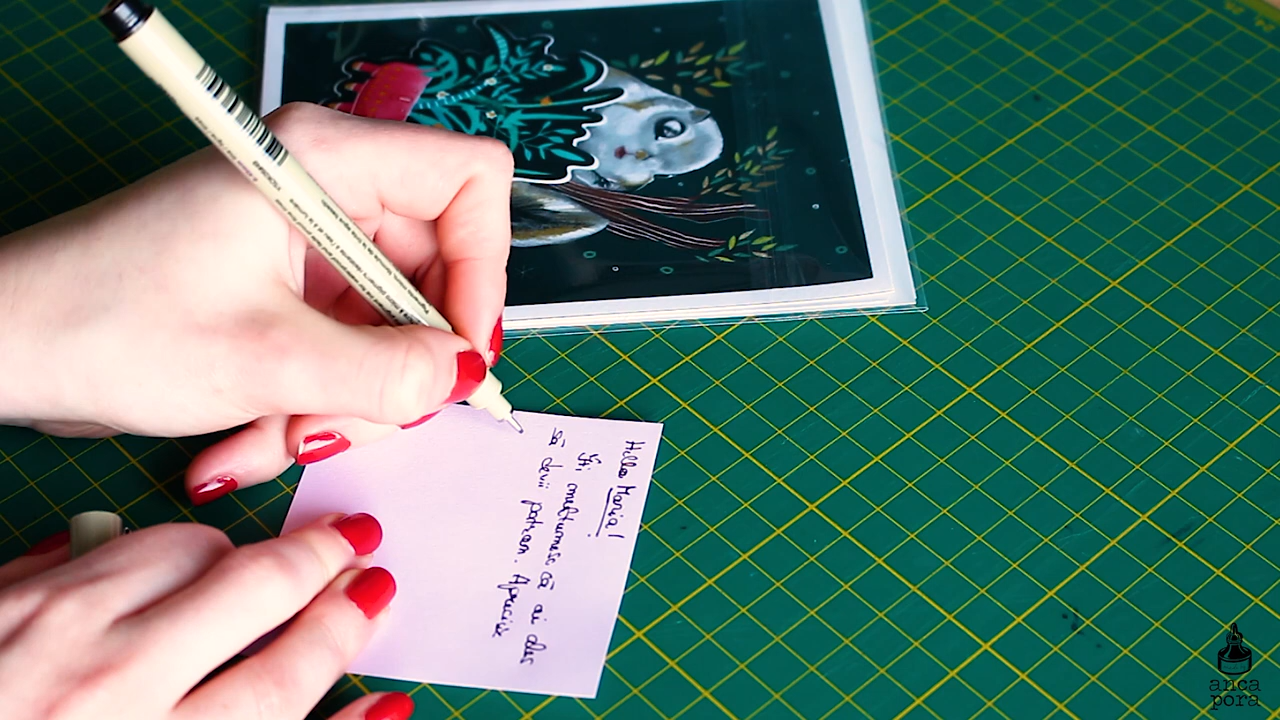 Hello Maria!
Îți mulțumesc că ai ales
să devii patron. Apreciez
anca
pora